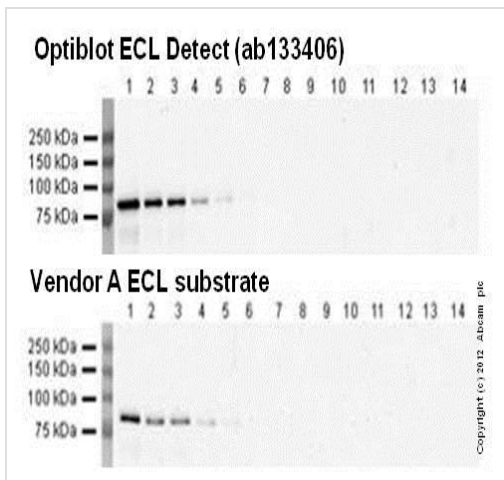 Optiblot ECL Detect (ab133406)
1 2 3 4 5 6 7 8 9 10 11 12 13 14
250 kDa
150 kDa
100 kDa
75 kDa
Vendor A ECL substrate
1 2 3 4 5 6 7 8 9 10 11 12 13 14
250 kDa
150 kDa
100 kDa
75 kDa
Copyright (c) 2012 Abcam plc